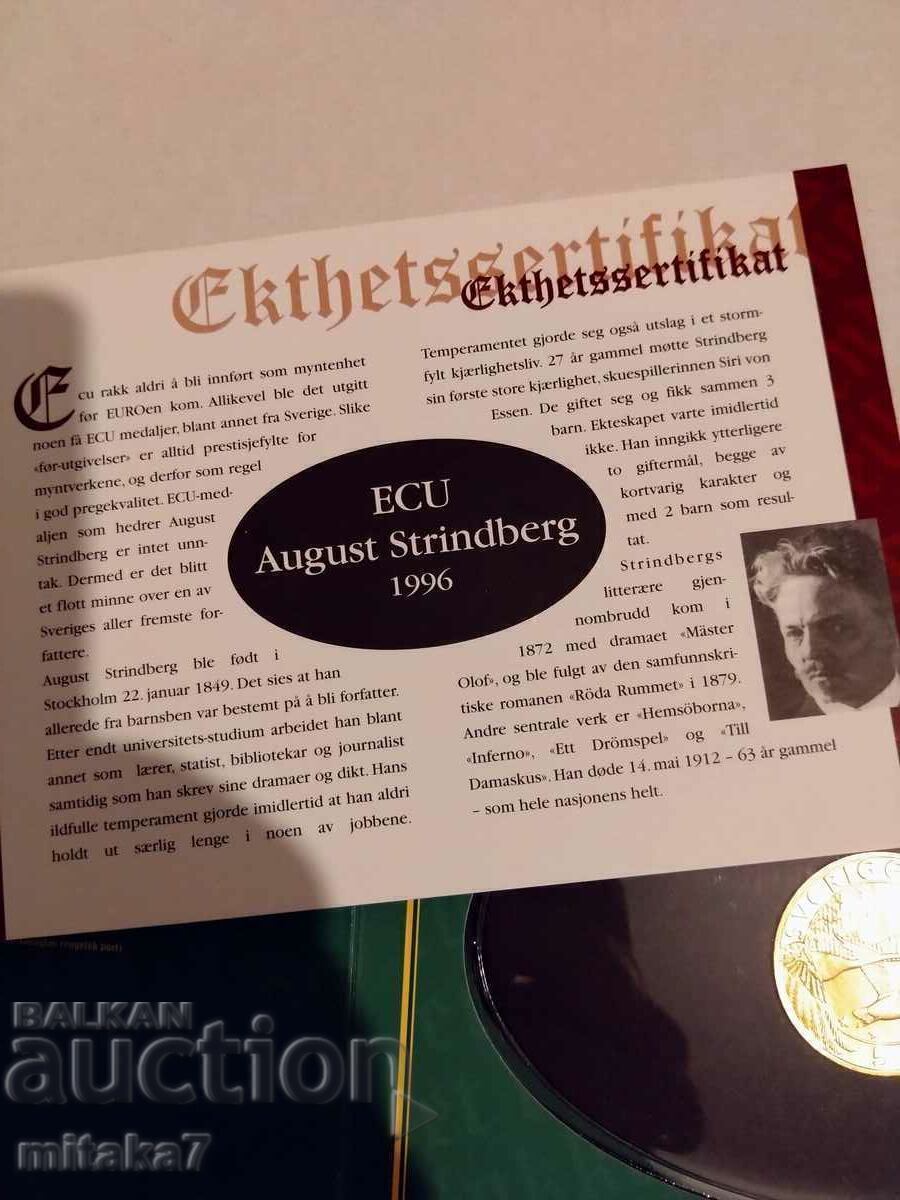 Ekthetssertifikat
Ekthetssertifikat
Ecu rakk aldri å bli innført som myntenhet
før EUROen kom. Allikevel ble det utgitt
noen få ECU medaljer, blant annet fra Sverige. Slike
«før-utgivelser» er alltid prestisjefylte for
myntverkene, og derfor som regel
i god pregekvalitet. ECU-med-
aljen som hedrer August
Strindberg er intet unn-
tak. Dermed er det blitt
et flott minne over en av
Sveriges aller fremste for-
fattere.
August Strindberg ble født i
Stockholm 22. januar 1849. Det sies at han
allerede fra barnsben var bestemt på å bli forfatter.
Etter endt universitets-studium arbeidet han blant
annet som lærer, statist, bibliotekar og journalist
samtidig som han skrev sine dramaer og dikt. Hans
ildfulle temperament gjorde imidlertid at han aldri
holdt ut særlig lenge i noen av jobbene.
ECU
August Strindberg
1996
Temperamentet gjorde seg også utslag i et storm-
fylt kjærlighetsliv. 27 år gammel møtte Strindberg
sin første store kjærlighet, skuespillerinnen Siri von
Essen. De giftet seg og fikk sammen 3
barn. Ekteskapet varte imidlertid
ikke. Han inngikk ytterligere
to giftermål, begge av
kortvarig karakter og
med 2 barn som resul-
tat.
Strindbergs
litterære gjen-
nombrudd kom i
1872 med dramaet «Mäster
Olof», og ble fulgt av den samfunnskri-
tiske romanen «Röda Rummet» i 1879.
Andre sentrale verk er «Hemsöborna»,
«Inferno», «Ett Drömspel» og «Till
Damaskus». Han døde 14. mai 1912 – 63 år gammel
– som hele nasjonens helt.
BALKAN
auction
mitaka7